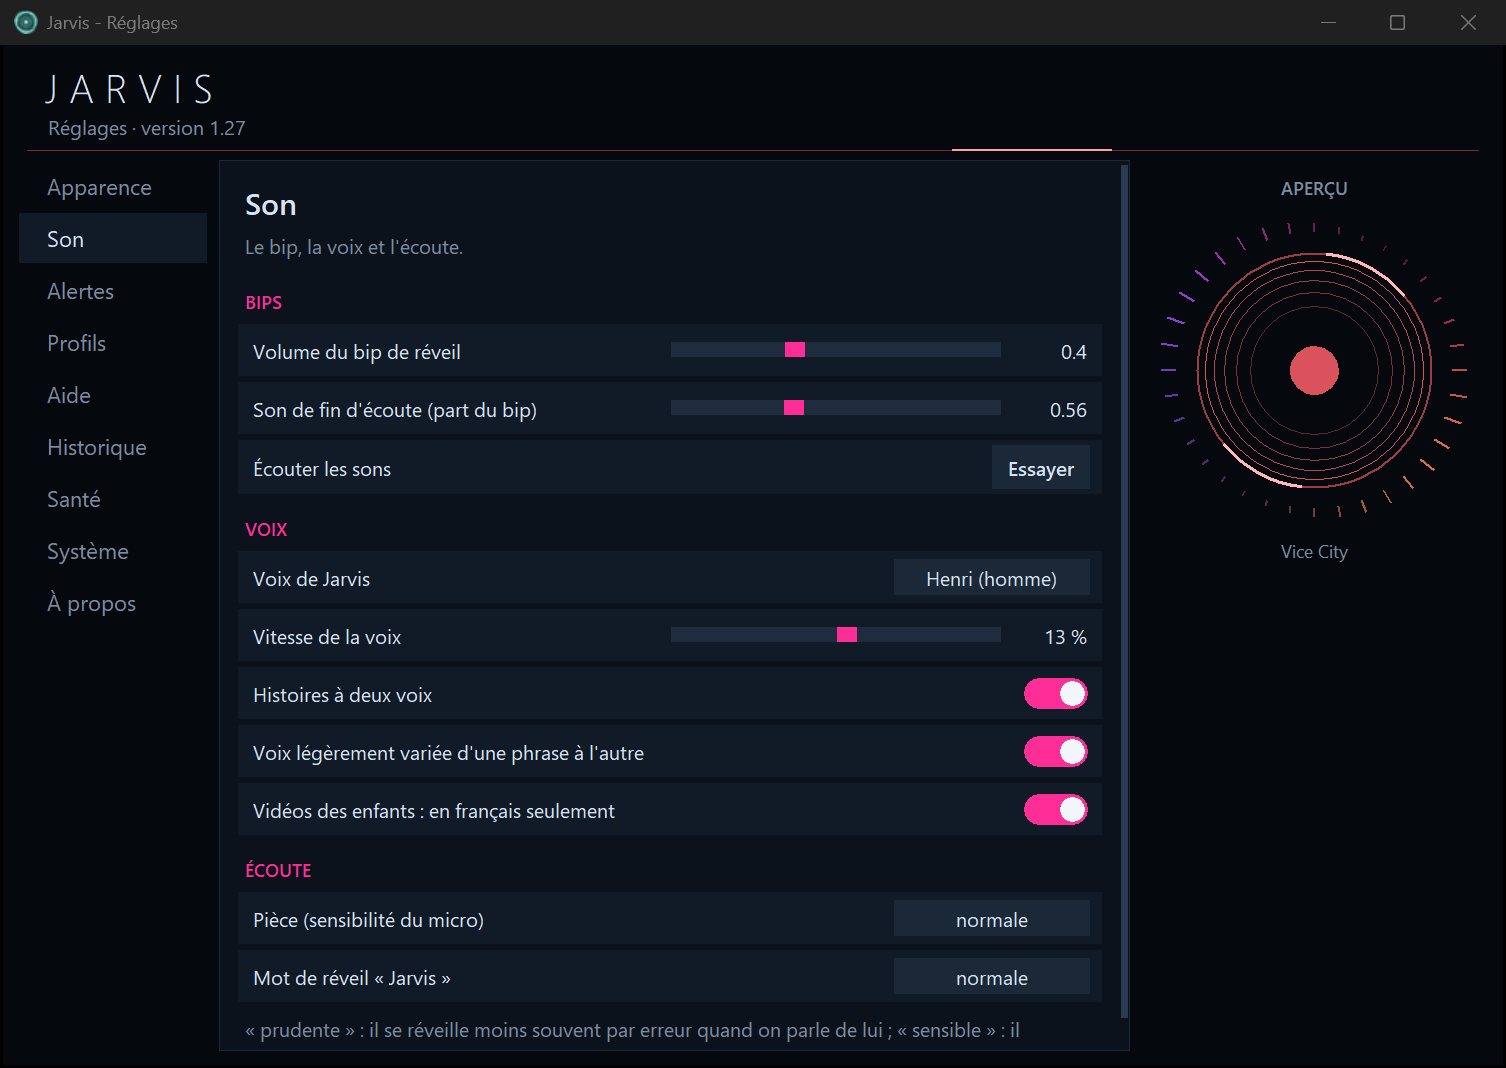 Jarvis - Réglages
JARVIS
Réglages · version 1.27
Apparence
Son
Alertes
Profils
Aide
Historique
Santé
Système
À propos
Son
Le bip, la voix et l'écoute.
BIPS
Volume du bip de réveil 0.4
Son de fin d'écoute (part du bip) 0.56
Écouter les sons Essayer
VOIX
Voix de Jarvis Henri (homme)
Vitesse de la voix 13 %
Histoires à deux voix
Voix légèrement variée d'une phrase à l'autre
Vidéos des enfants : en français seulement
ÉCOUTE
Pièce (sensibilité du micro) normale
Mot de réveil « Jarvis » normale
« prudente » : il se réveille moins souvent par erreur quand on parle de lui ; « sensible » : il
APERÇU
Vice City